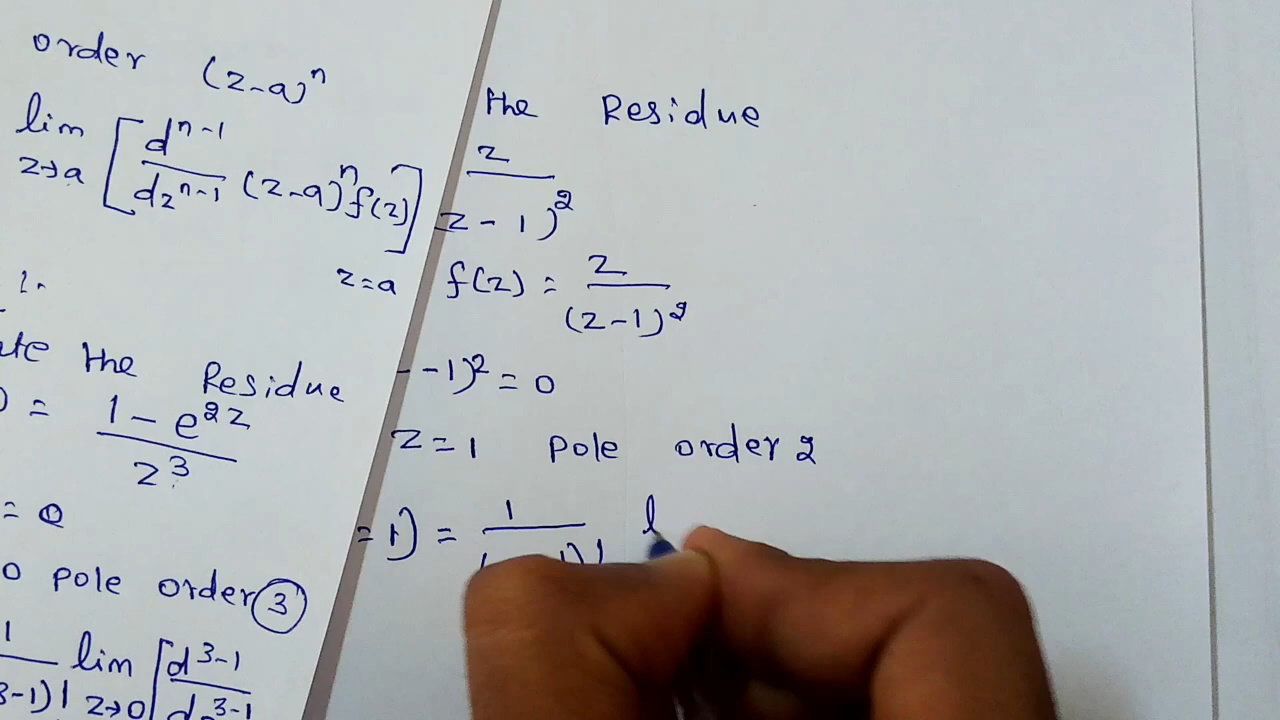 order (z-a)^n
lim z→a [d^{n-1}/dz^{n-1} (z-a)^n f(z)] z=a
the Residue
= 1-e^{2z}/z^3
= 0
0 pole order 3
lim z→0 [d^{3-1}
3-1
the Residue
z/z-1)^2
f(z) = z/(z-1)^2
-1)^2 = 0
z=1 pole order 2
=1) = 1